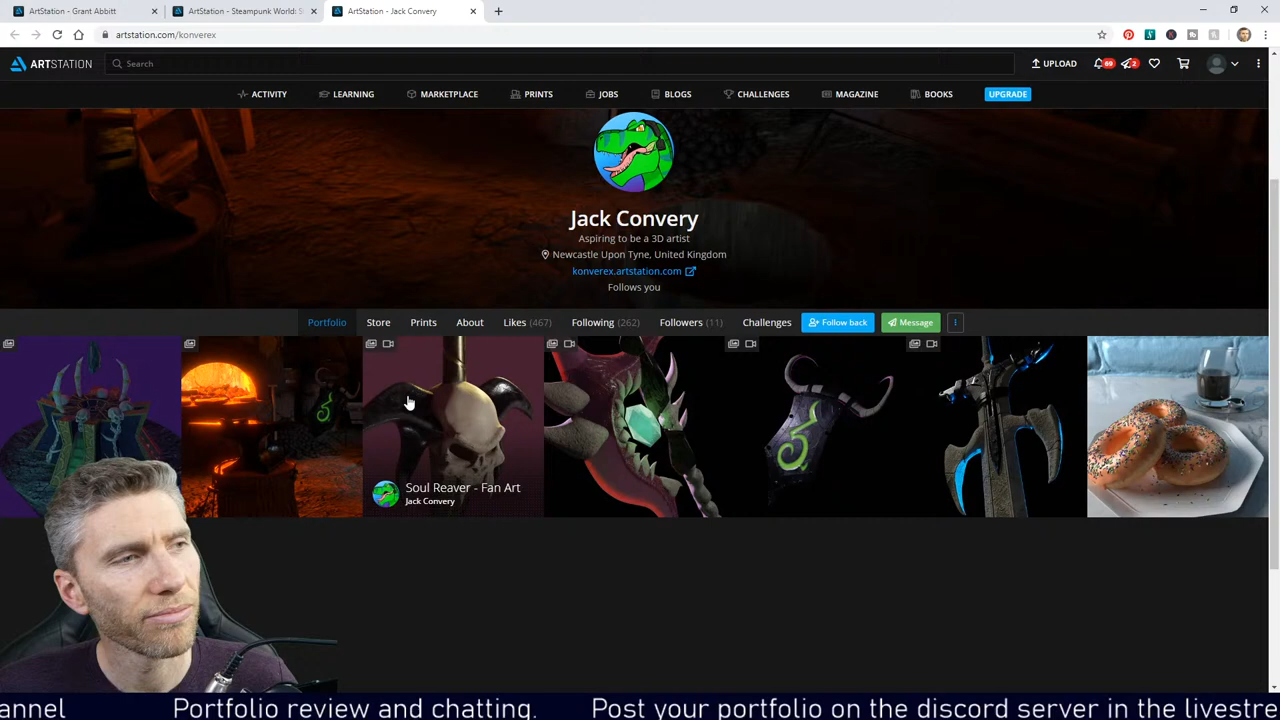 ArtStation - Grant Abbitt
ArtStation - Steampunk World: S
ArtStation - Jack Convery
artstation.com/konverex
ARTSTATION
Search
UPLOAD
69
2
ACTIVITY
LEARNING
MARKETPLACE
PRINTS
JOBS
BLOGS
CHALLENGES
MAGAZINE
BOOKS
UPGRADE
Jack Convery
Aspiring to be a 3D artist
Newcastle Upon Tyne, United Kingdom
konverex.artstation.com
Follows you
Portfolio
Store
Prints
About
Likes (467)
Following (262)
Followers (11)
Challenges
Follow back
Message
Soul Reaver - Fan Art
Jack Convery
annel Portfolio review and chatting. Post your portfolio on the discord server in the livestre